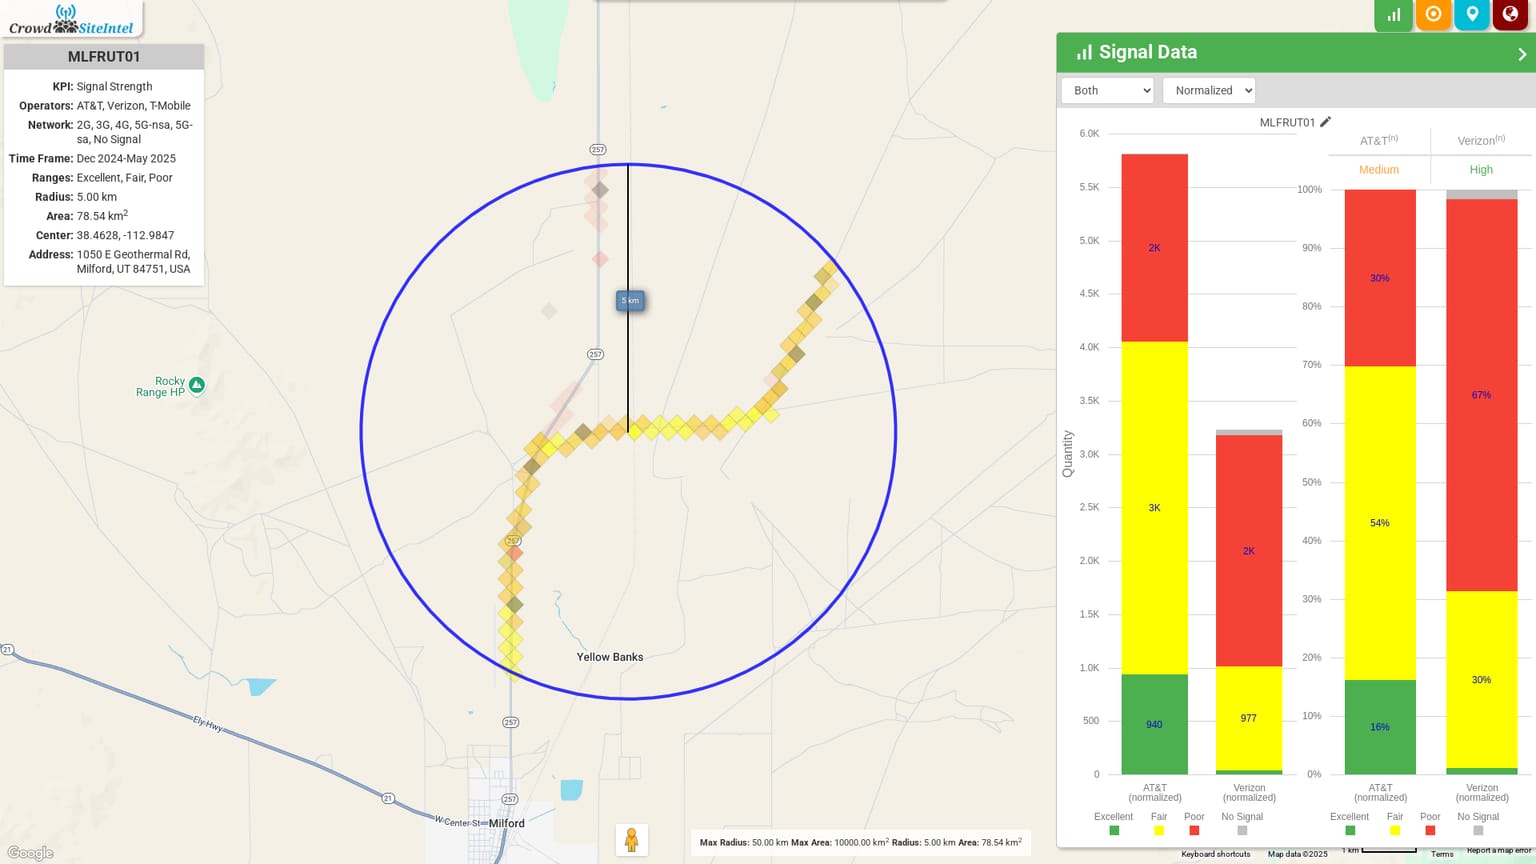 Crowd SiteIntel
MLFRUT01
KPI: Signal Strength
Operators: AT&T, Verizon, T-Mobile
Network: 2G, 3G, 4G, 5G-nsa, 5G-
sa, No Signal
Time Frame: Dec 2024-May 2025
Ranges: Excellent, Fair, Poor
Radius: 5.00 km
Area: 78.54 km2
Center: 38.4628, -112.9847
Address: 1050 E Geothermal Rd,
Milford, UT 84751, USA
257
5 km
257
Rocky
Range HP
257
Yellow Banks
21
Ely Hwy
257
21
257
W Center St
Milford
Google
Max Radius: 50.00 km Max Area: 10000.00 km2 Radius: 5.00 km Area: 78.54 km2
Keyboard shortcuts
Map data ©2025
1 km
Terms
Report a map error
Signal Data
Both
Normalized
MLFRUT01
6.0K
5.5K
5.0K
4.5K
4.0K
3.5K
3.0K
2.5K
2.0K
1.5K
1.0K
500
0
Quantity
2K
3K
940
2K
977
AT&T
(normalized)
Verizon
(normalized)
Excellent
Fair
Poor
No Signal
AT&T(n)
Verizon(n)
Medium
High
100%
90%
80%
70%
60%
50%
40%
30%
20%
10%
0%
30%
54%
16%
67%
30%
AT&T
(normalized)
Verizon
(normalized)
Excellent
Fair
Poor
No Signal